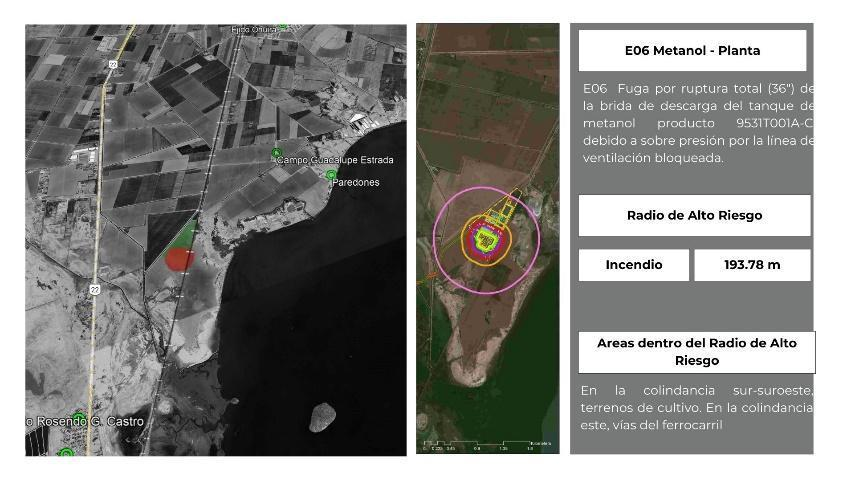 Ejido Ohuira
22
Campo Guadalupe Estrada
Paredones
22
o Rosendo G. Castro
E06 Metanol - Planta
E06 Fuga por ruptura total (36") de
la brida de descarga del tanque de
metanol producto 9531T001A-C
debido a sobre presión por la línea de
ventilación bloqueada.
Radio de Alto Riesgo
Incendio
193.78 m
Areas dentro del Radio de Alto
Riesgo
En la colindancia sur-suroeste,
terrenos de cultivo. En la colindancia
este, vías del ferrocarril